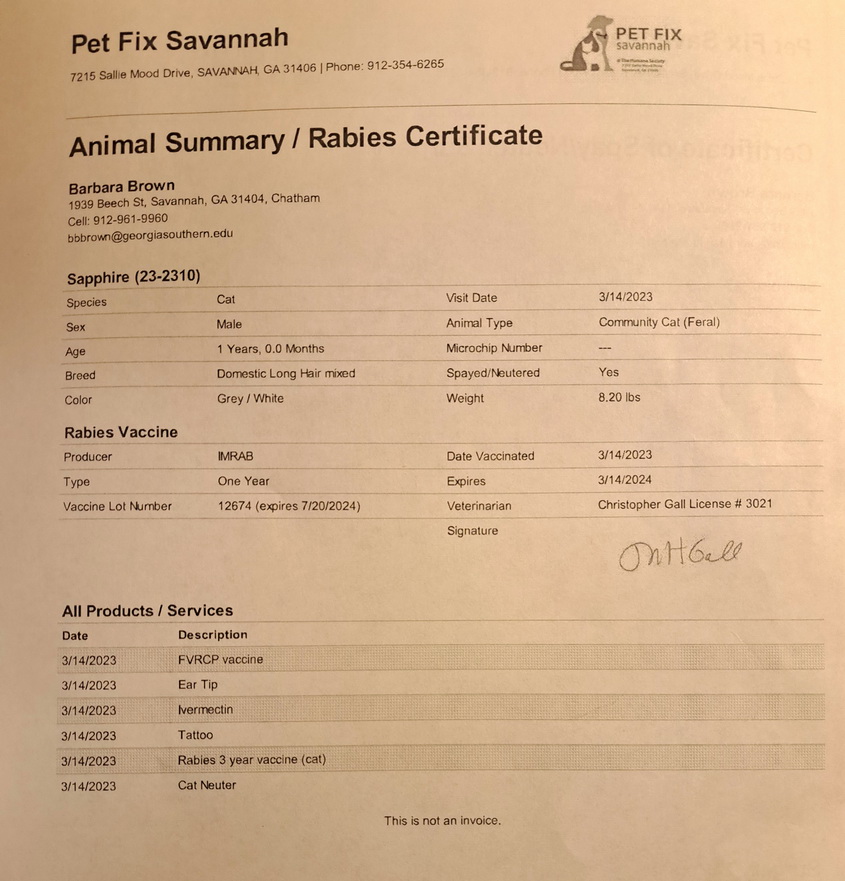 Pet Fix Savannah
7215 Sallie Mood Drive, SAVANNAH, GA 31406 | Phone: 912-354-6265
PET FIX
savannah
Animal Summary / Rabies Certificate
Barbara Brown
1939 Beech St, Savannah, GA 31404, Chatham
Cell: 912-961-9960
bbbrown@georgiasouthern.edu
Sapphire (23-2310)
Species Cat Visit Date 3/14/2023
Sex Male Animal Type Community Cat (Feral)
Age 1 Years, 0.0 Months Microchip Number ---
Breed Domestic Long Hair mixed Spayed/Neutered Yes
Color Grey / White Weight 8.20 lbs
Rabies Vaccine
Producer IMRAB Date Vaccinated 3/14/2023
Type One Year Expires 3/14/2024
Vaccine Lot Number 12674 (expires 7/20/2024) Veterinarian Christopher Gall License # 3021
Signature
All Products / Services
Date Description
3/14/2023 FVRCP vaccine
3/14/2023 Ear Tip
3/14/2023 Ivermectin
3/14/2023 Tattoo
3/14/2023 Rabies 3 year vaccine (cat)
3/14/2023 Cat Neuter
This is not an invoice.